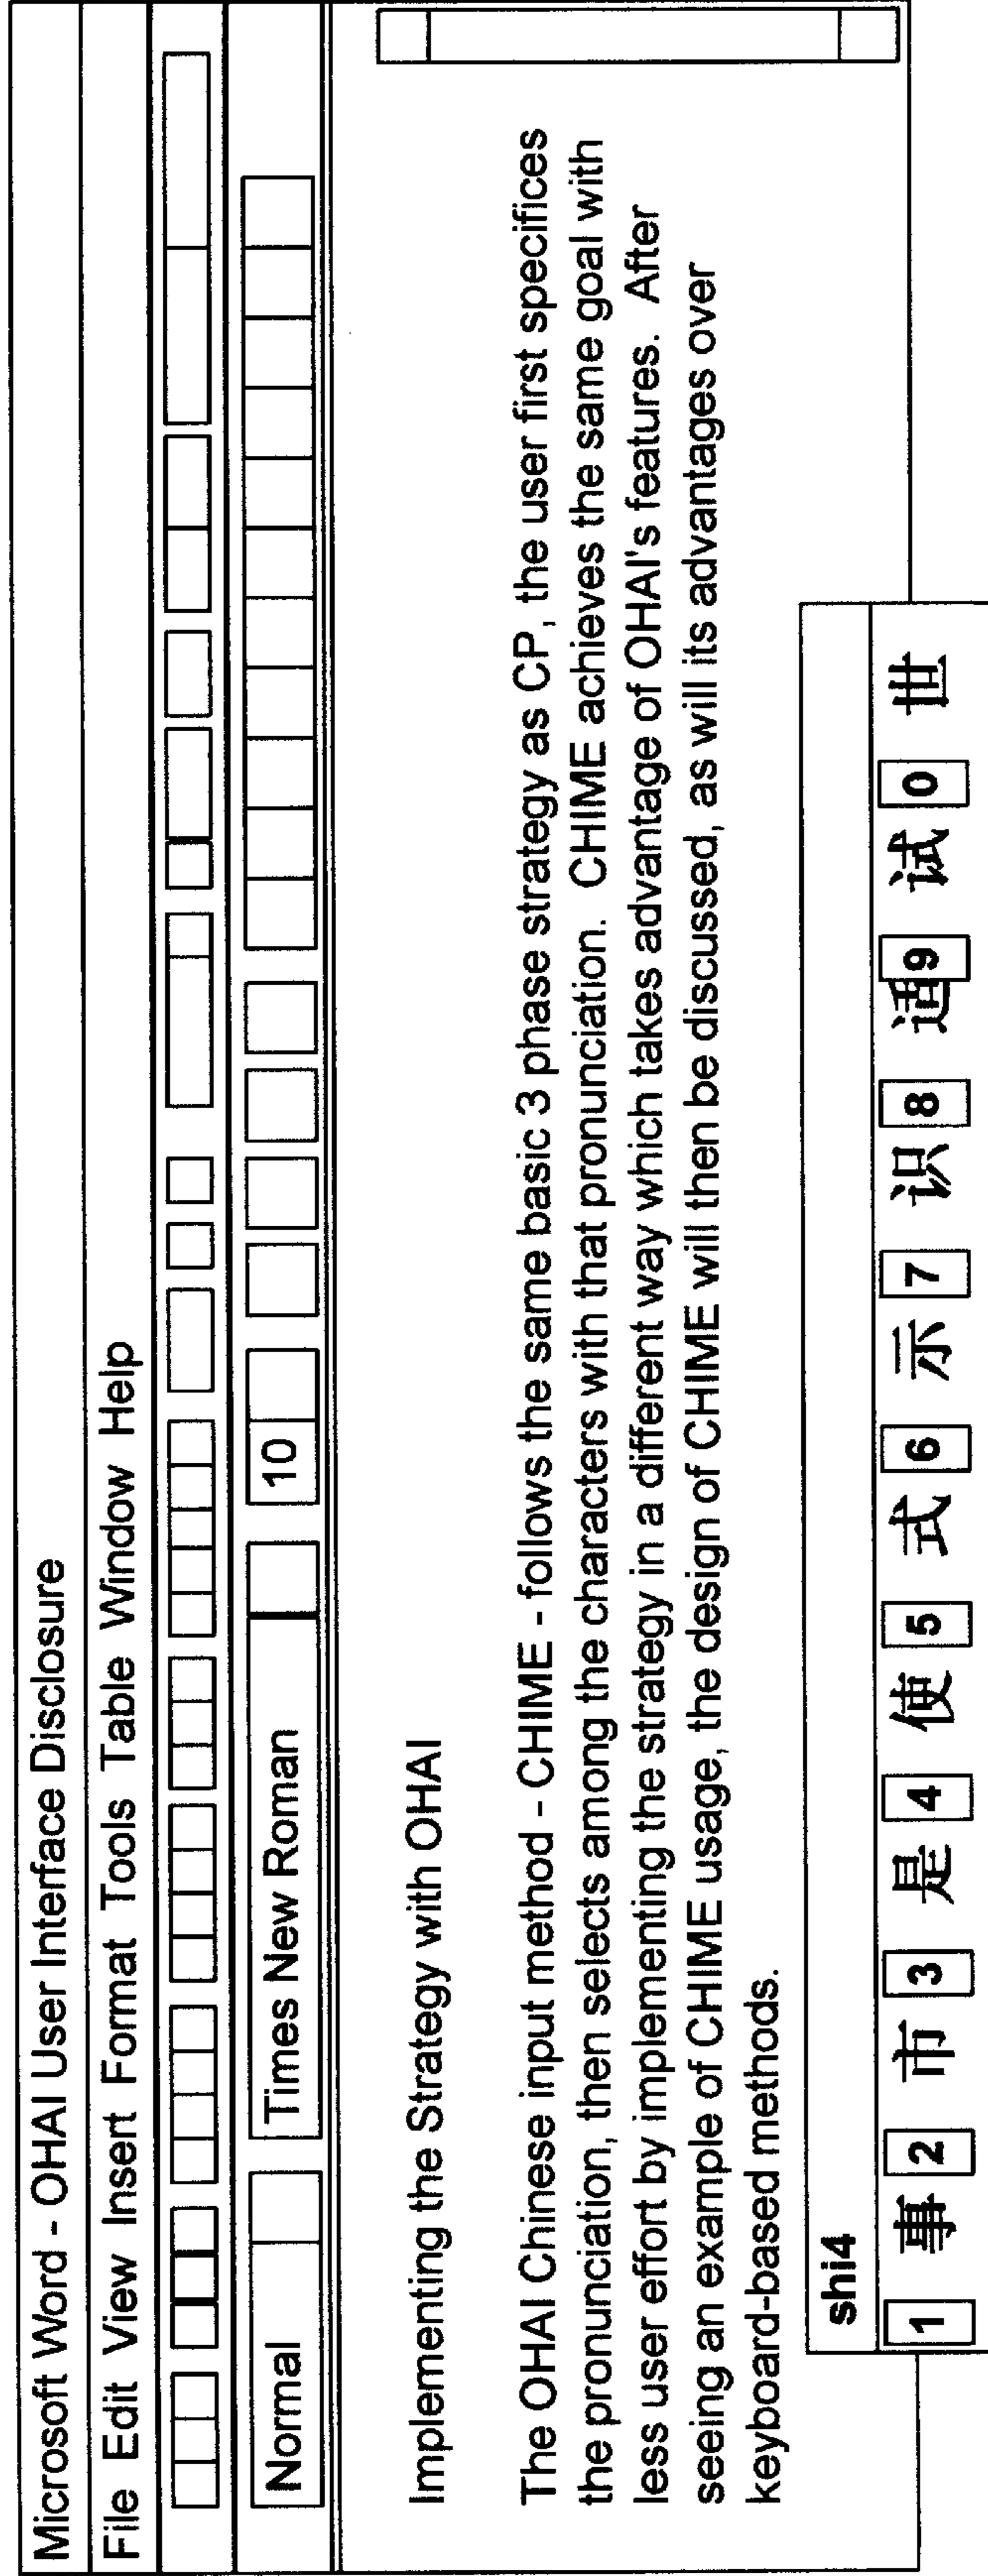 Microsoft Word - OHAI User Interface Disclosure
File Edit View Insert Format Tools Table Window Help
Normal Times New Roman 10
Implementing the Strategy with OHAI
The OHAI Chinese input method - CHIME - follows the same basic 3 phase strategy as CP, the user first specifices
the pronunciation, then selects among the characters with that pronunciation. CHIME achieves the same goal with
less user effort by implementing the strategy in a different way which takes advantage of OHAI's features. After
seeing an example of CHIME usage, the design of CHIME will then be discussed, as will its advantages over
keyboard-based methods.
shi4
1 事 2 市 3 是 4 使 5 式 6 示 7 识 8 适 9 试 0 世